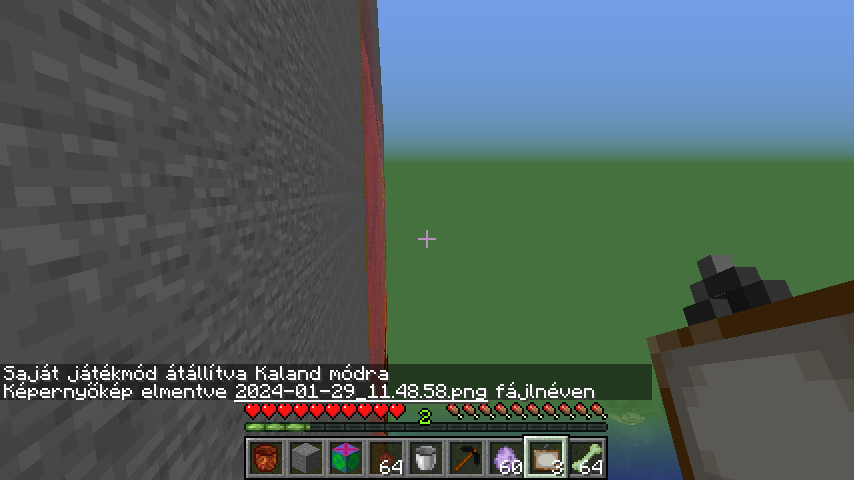 Saját játékmód átállítva Kaland módra
Képernyőkép elmentve 2024-01-29_11.48.58.png fájlnéven
2
64 60 3 64